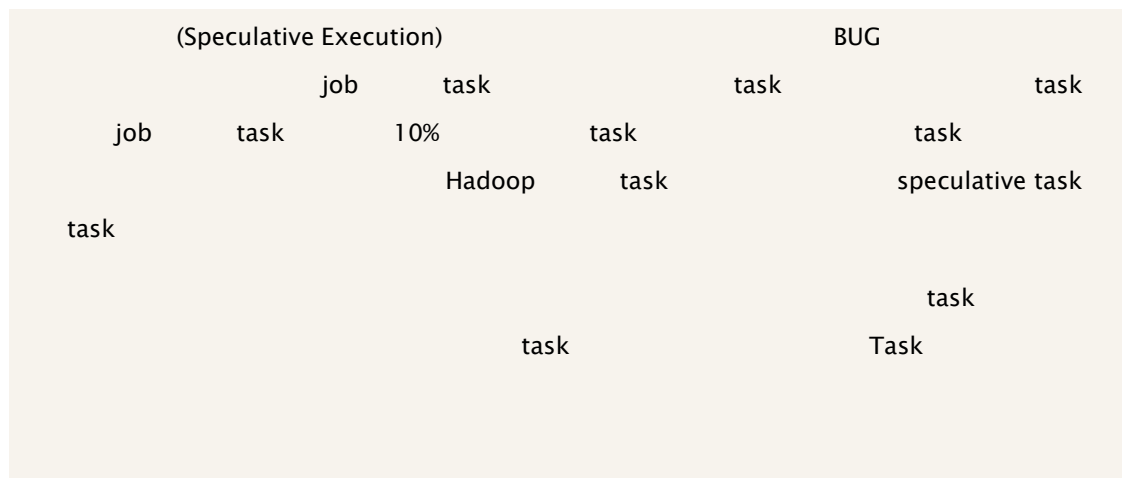 (Speculative Execution) BUG
job task task task
job task 10% task task
Hadoop task speculative task
task
task
task Task